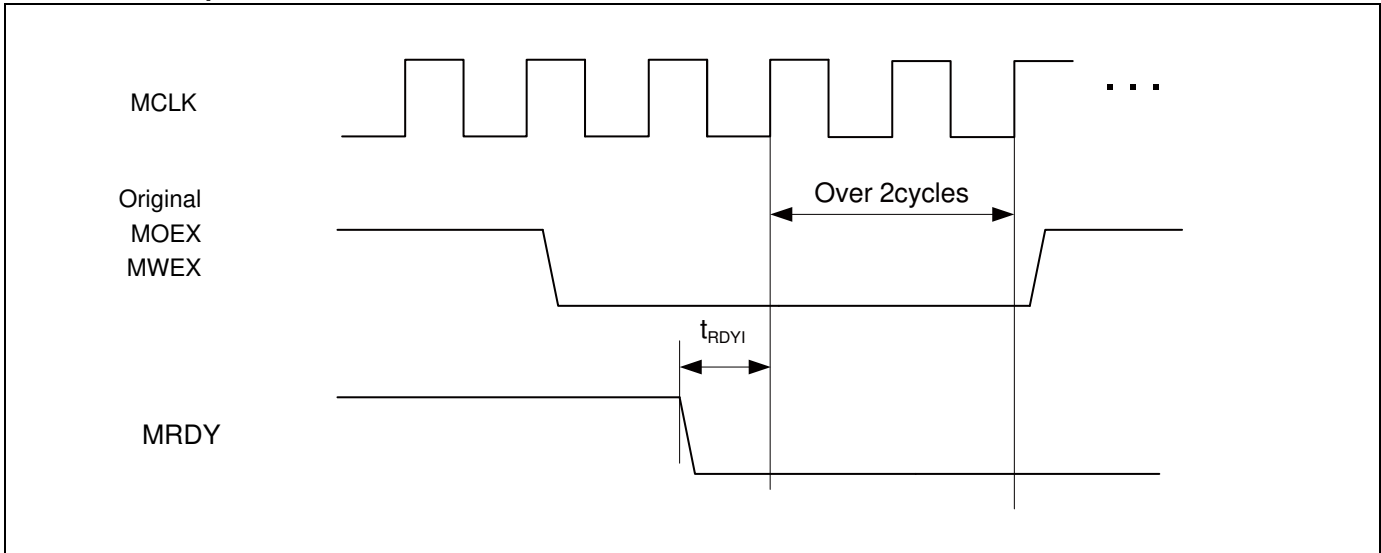 MCLK
. . .
Original
MOEX
MWEX
Over 2cycles
tRDYI
MRDY